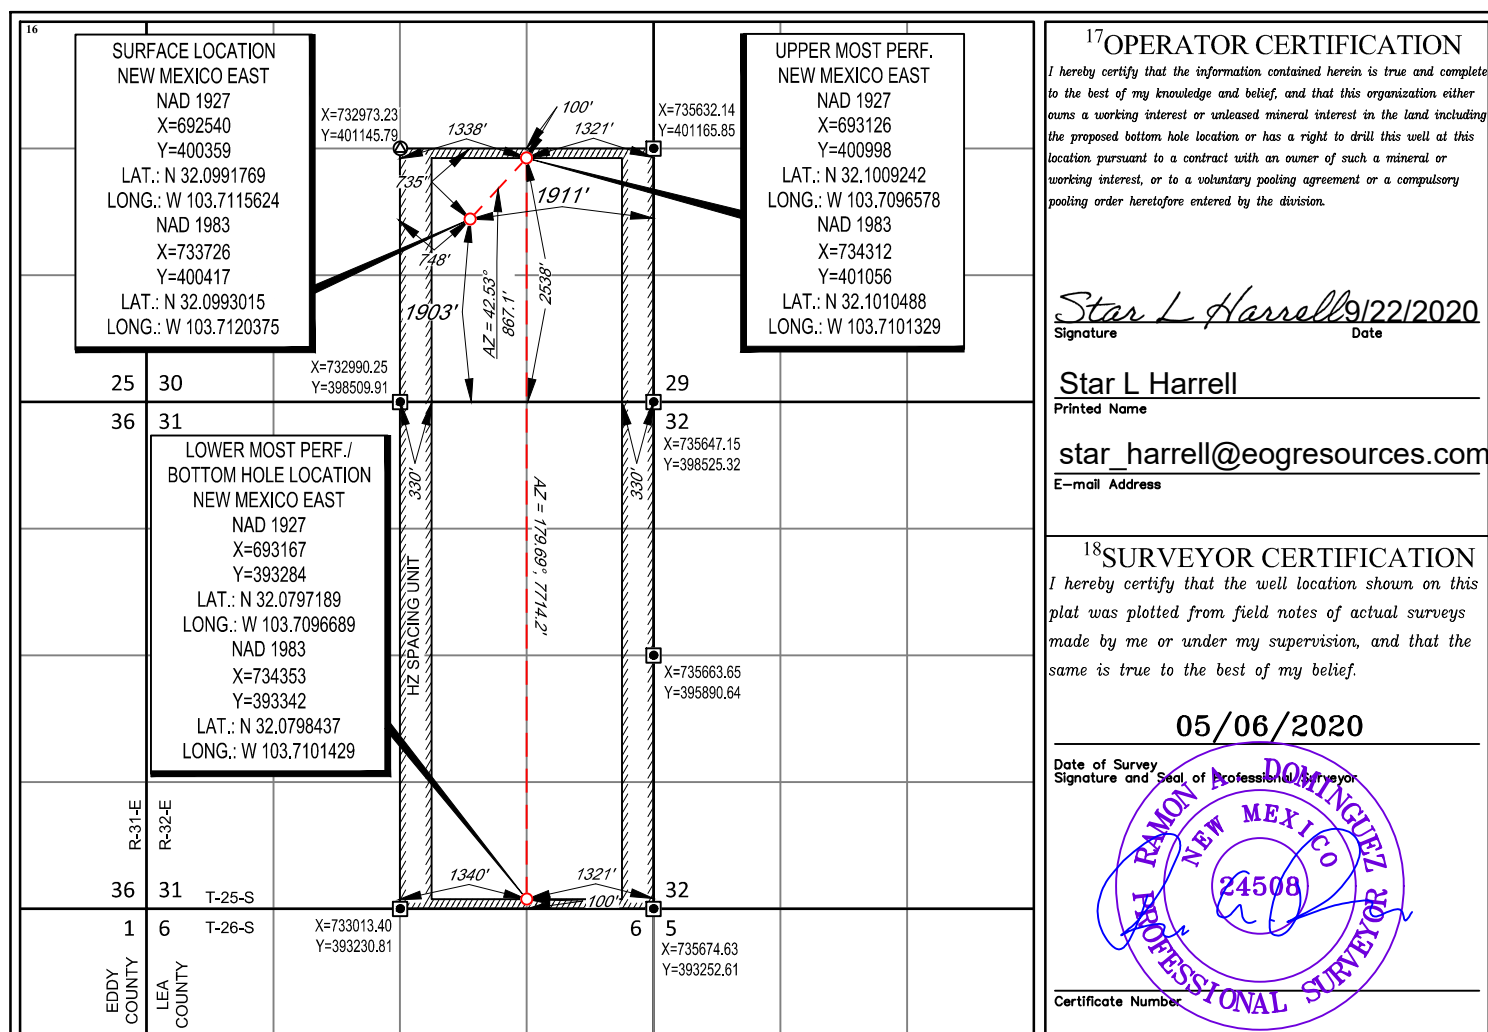 16
SURFACE LOCATION
NEW MEXICO EAST
NAD 1927
X=692540
Y=400359
LAT.: N 32.0991769
LONG.: W 103.7115624
NAD 1983
X=733726
Y=400417
LAT.: N 32.0993015
LONG.: W 103.7120375
UPPER MOST PERF.
NEW MEXICO EAST
NAD 1927
X=693126
Y=400998
LAT.: N 32.1009242
LONG.: W 103.7096578
NAD 1983
X=734312
Y=401056
LAT.: N 32.1010488
LONG.: W 103.7101329
X=732973.23
Y=401145.79
X=735632.14
Y=401165.85
100'
1338'
1321'
735'
1911'
748'
1903'
AZ = 42.53°
867.1'
2538'
X=732990.25
Y=398509.91
25
30
29
36
31
32
X=735647.15
Y=398525.32
LOWER MOST PERF./
BOTTOM HOLE LOCATION
NEW MEXICO EAST
NAD 1927
X=693167
Y=393284
LAT.: N 32.0797189
LONG.: W 103.7096689
NAD 1983
X=734353
Y=393342
LAT.: N 32.0798437
LONG.: W 103.7101429
330'
330'
HZ SPACING UNIT
AZ = 179.69°, 7714.2'
X=735663.65
Y=395890.64
R-31-E
R-32-E
1340'
1321'
100'
36
31
T-25-S
32
1
6
T-26-S
6
5
X=733013.40
Y=393230.81
X=735674.63
Y=393252.61
EDDY
COUNTY
LEA
COUNTY
17OPERATOR CERTIFICATION
I hereby certify that the information contained herein is true and complete
to the best of my knowledge and belief, and that this organization either
owns a working interest or unleased mineral interest in the land including
the proposed bottom hole location or has a right to drill this well at this
location pursuant to a contract with an owner of such a mineral or
working interest, or to a voluntary pooling agreement or a compulsory
pooling order heretofore entered by the division.
Star L Harrell 9/22/2020
Signature Date
Star L Harrell
Printed Name
star_harrell@eogresources.com
E-mail Address
18SURVEYOR CERTIFICATION
I hereby certify that the well location shown on this
plat was plotted from field notes of actual surveys
made by me or under my supervision, and that the
same is true to the best of my belief.
05/06/2020
Date of Survey
Signature and Seal of Professional Surveyor
RAMON A. DOMINGUEZ
NEW MEXICO
24508
PROFESSIONAL SURVEYOR
Certificate Number